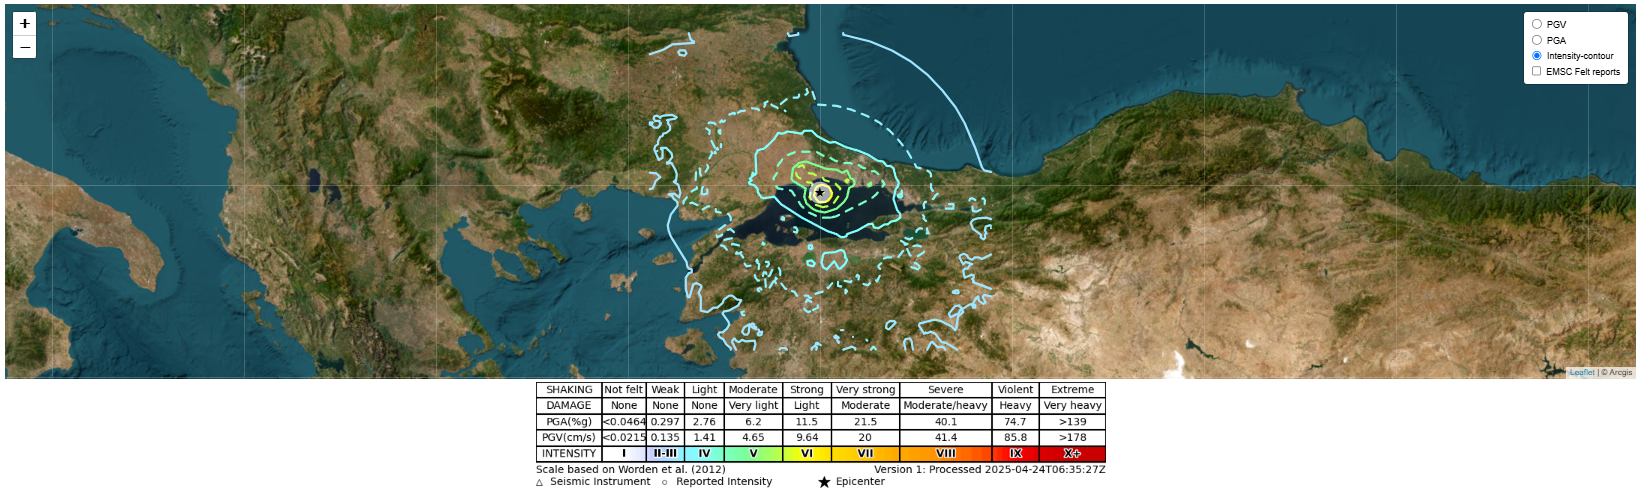 +
−
PGV
PGA
Intensity-contour
EMSC Felt reports
Leaflet | © Arcgis
SHAKING Not felt Weak Light Moderate Strong Very strong Severe Violent Extreme
DAMAGE None None None Very light Light Moderate Moderate/heavy Heavy Very heavy
PGA(%g) <0.0464 0.297 2.76 6.2 11.5 21.5 40.1 74.7 >139
PGV(cm/s) <0.0215 0.135 1.41 4.65 9.64 20 41.4 85.8 >178
INTENSITY I II-III IV V VI VII VIII IX X+
Scale based on Worden et al. (2012) Version 1: Processed 2025-04-24T06:35:27Z
△ Seismic Instrument ○ Reported Intensity ★ Epicenter